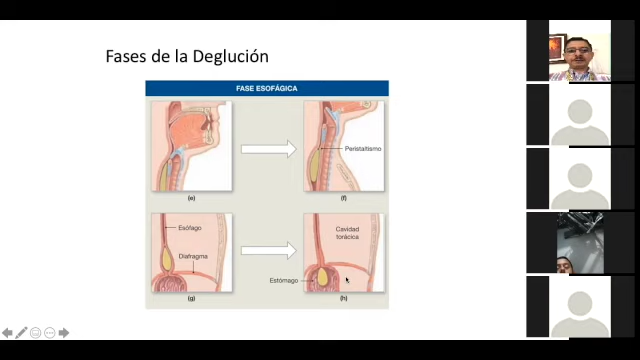 Fases de la Deglución
FASE ESOFÁGICA
(e)
Peristaltismo
(f)
Esófago
Diafragma
(g)
Cavidad
torácica
Estómago
(h)